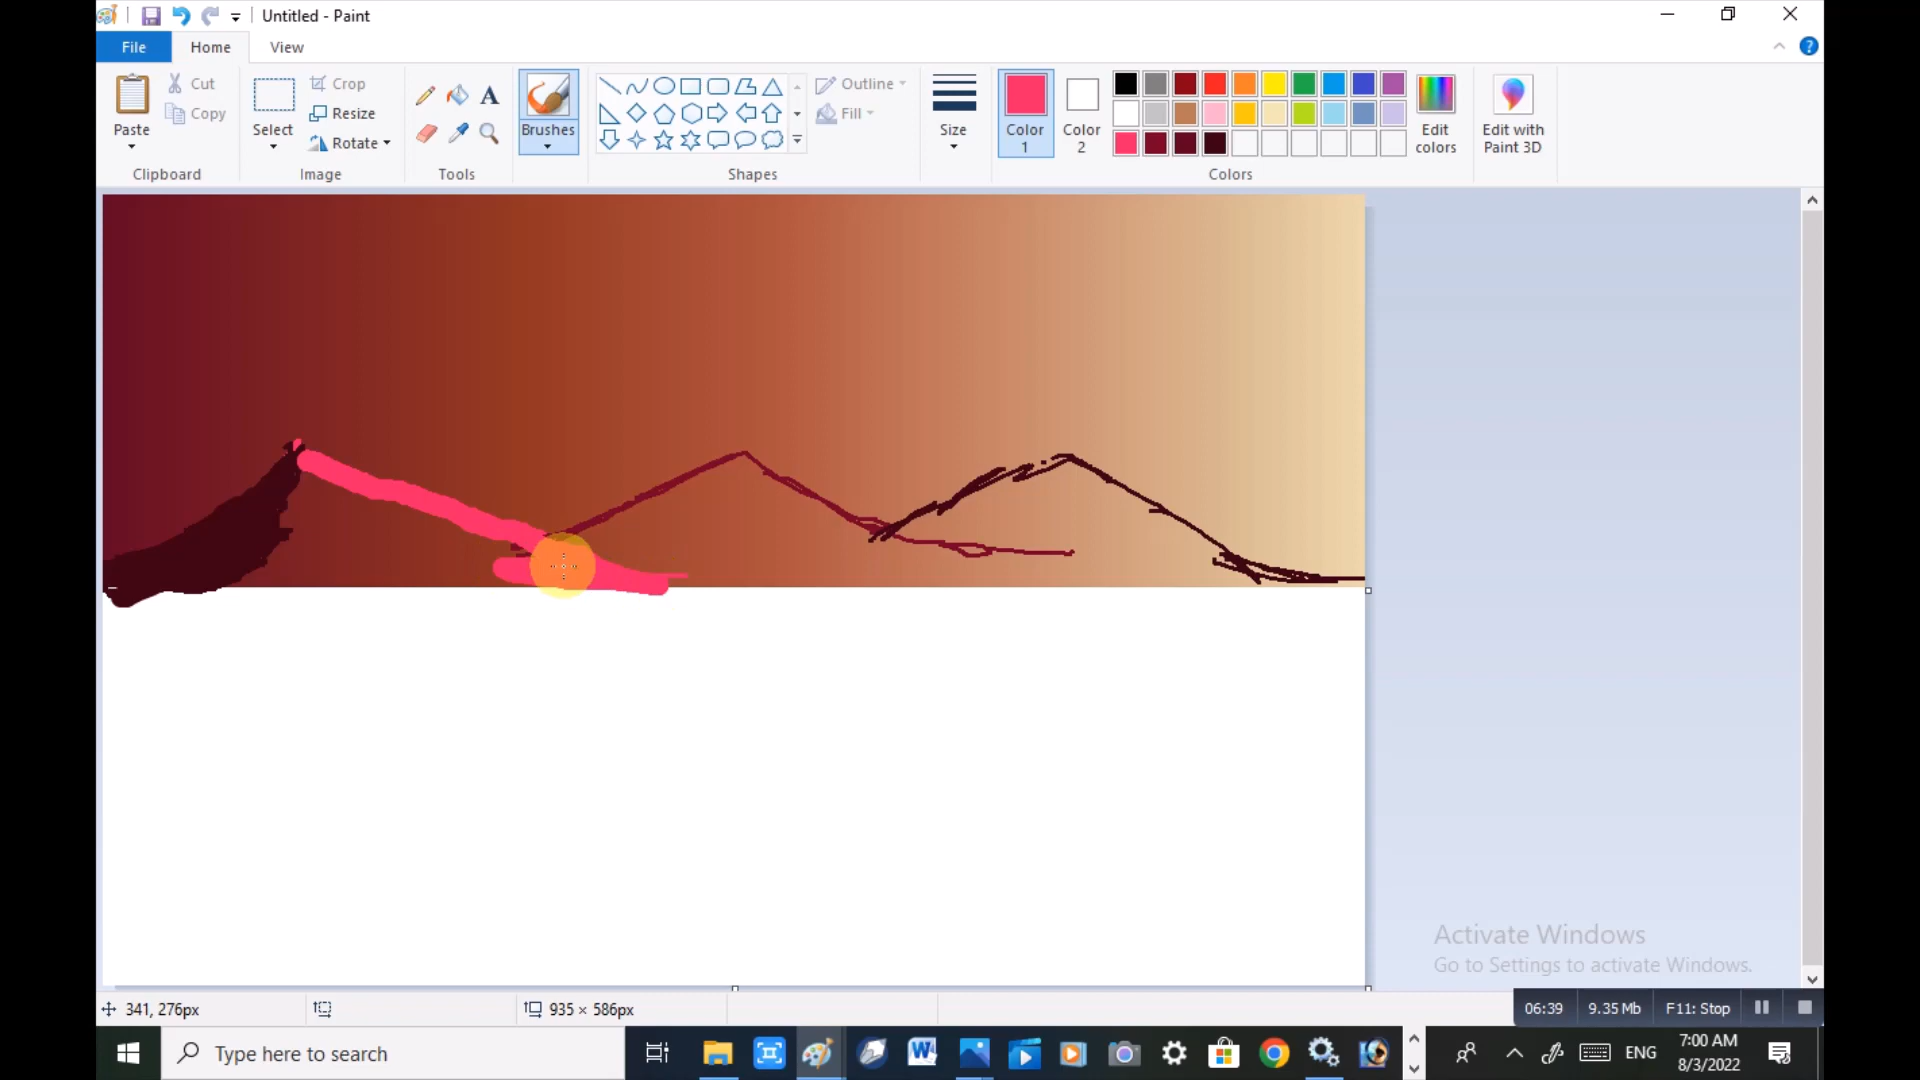 Untitled - Paint
File Home View
Paste
Cut
Copy
Clipboard
Select
Crop
Resize
Rotate
Image
A
Tools
Brushes
Outline
Fill
Shapes
Size
Color
1
Color
2
Colors
Edit
colors
Edit with
Paint 3D
?
Activate Windows
Go to Settings to activate Windows.
341, 276px
935 × 586px
06:39 9.35 Mb F11: Stop
Type here to search
W
ENG
7:00 AM
8/3/2022